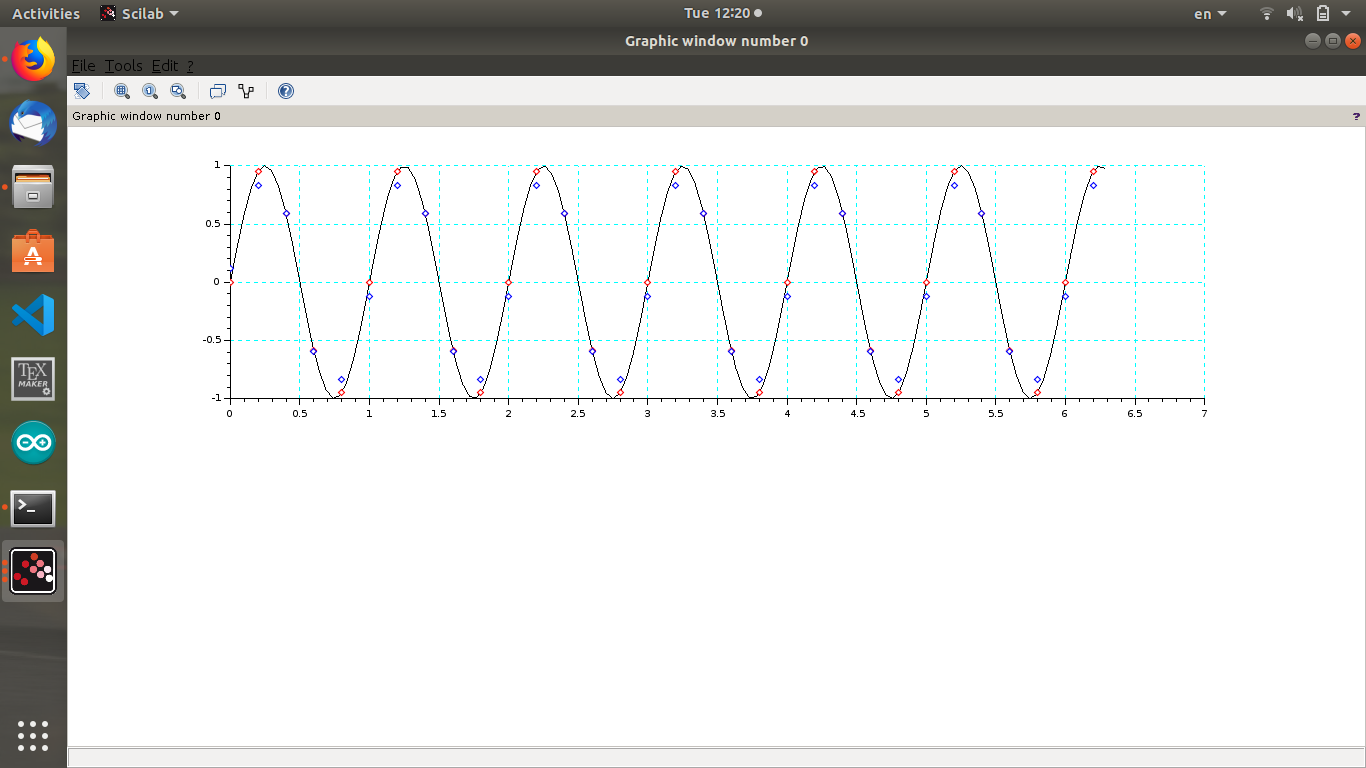 Activities Scilab Tue 12:20 en
Graphic window number 0
File Tools Edit ?
Graphic window number 0 ?
1
0.5
0
-0.5
-1
0 0.5 1 1.5 2 2.5 3 3.5 4 4.5 5 5.5 6 6.5 7
A
TEX
MAKER
>_